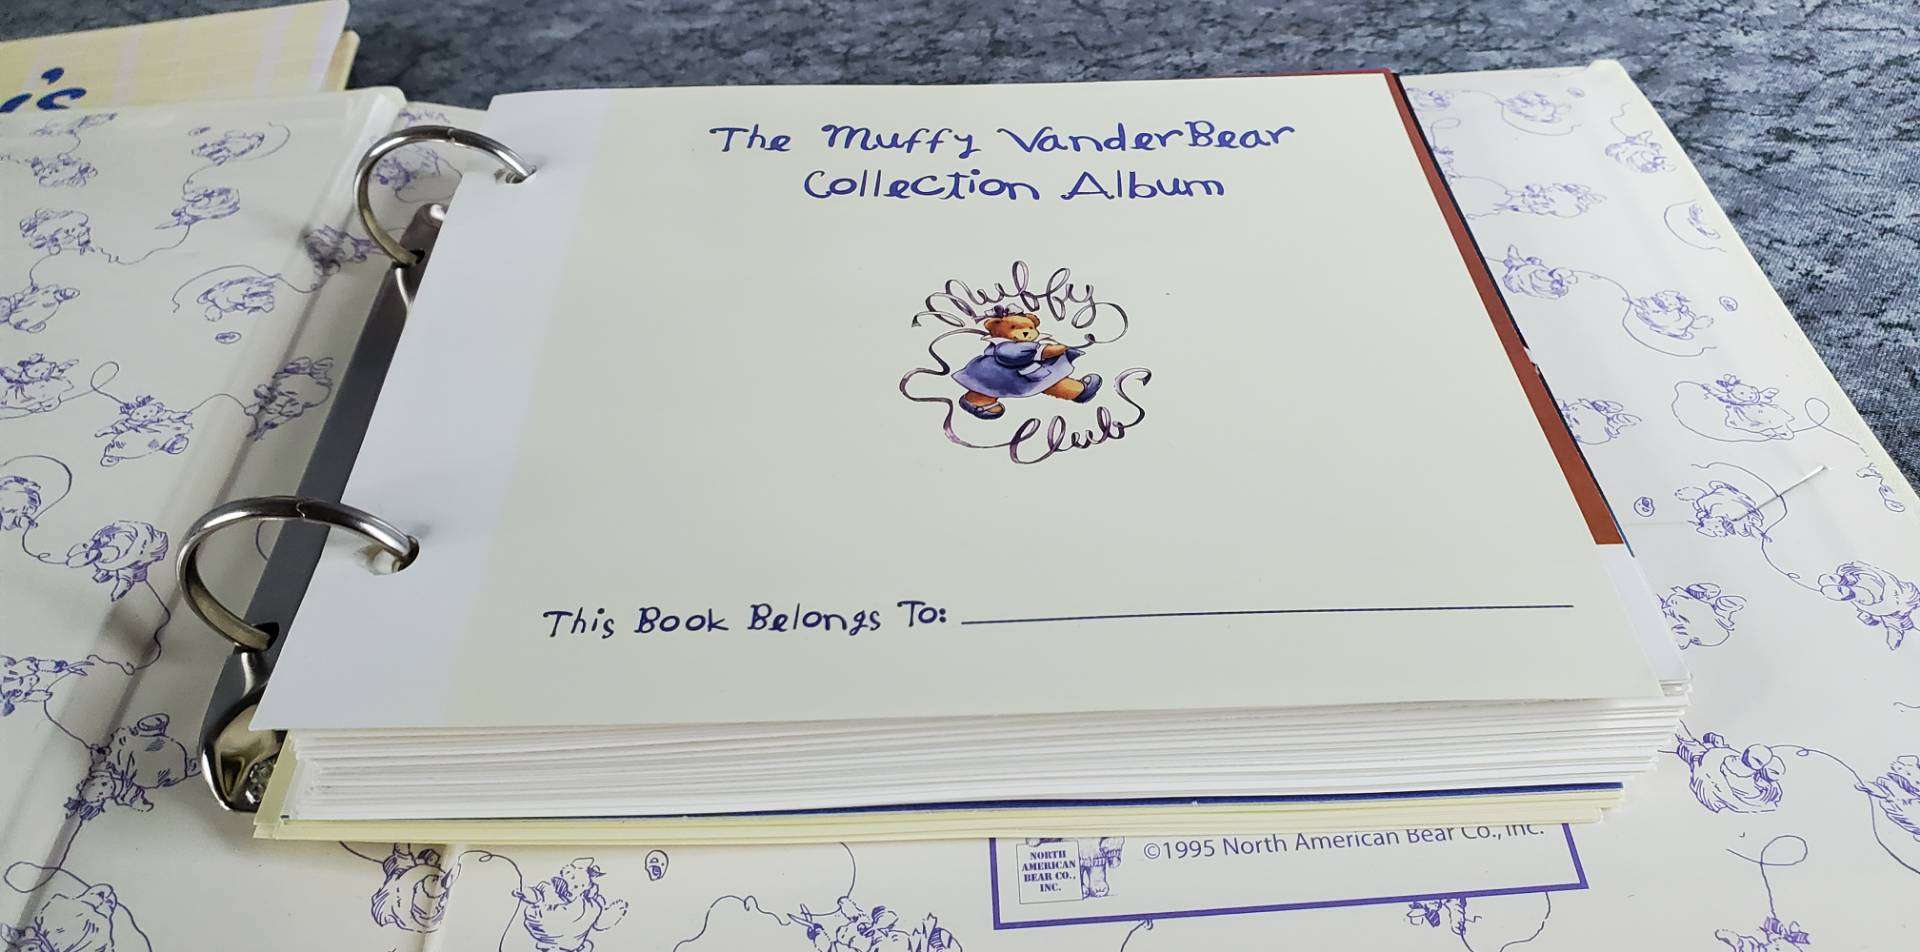 The Muffy VanderBear
Collection Album
Muffy
Club
This Book Belongs To:
NORTH
AMERICAN
BEAR CO.,
INC.
©1995 North American Bear Co., Inc.